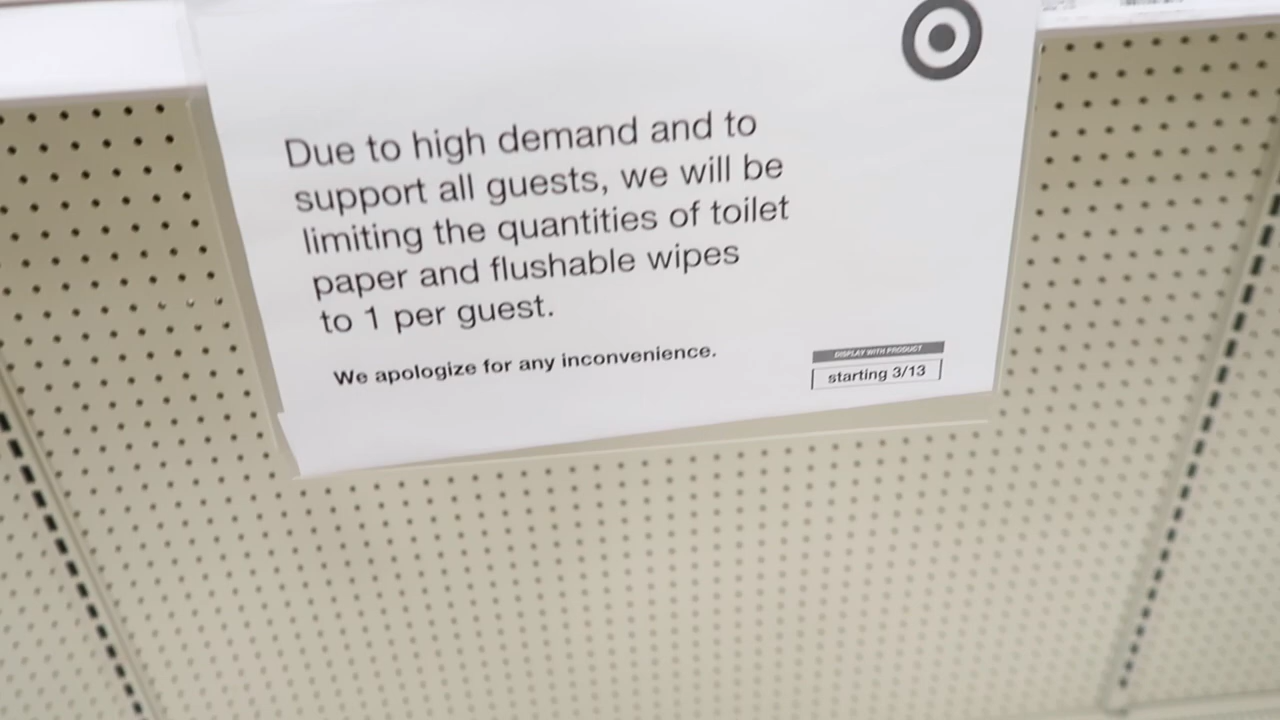 Due to high demand and to
support all guests, we will be
limiting the quantities of toilet
paper and flushable wipes
to 1 per guest.
We apologize for any inconvenience.
DISPLAY WITH PRODUCT
starting 3/13